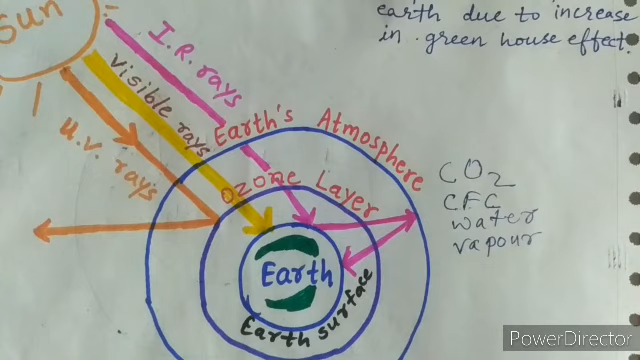 Sun
earth due to increase
in green house effect.
I.R. rays
Visible rays
U.V. rays
Earth's Atmosphere
Ozone Layer
CO2
CFC
water
vapour
Earth
Earth surface
PowerDirector